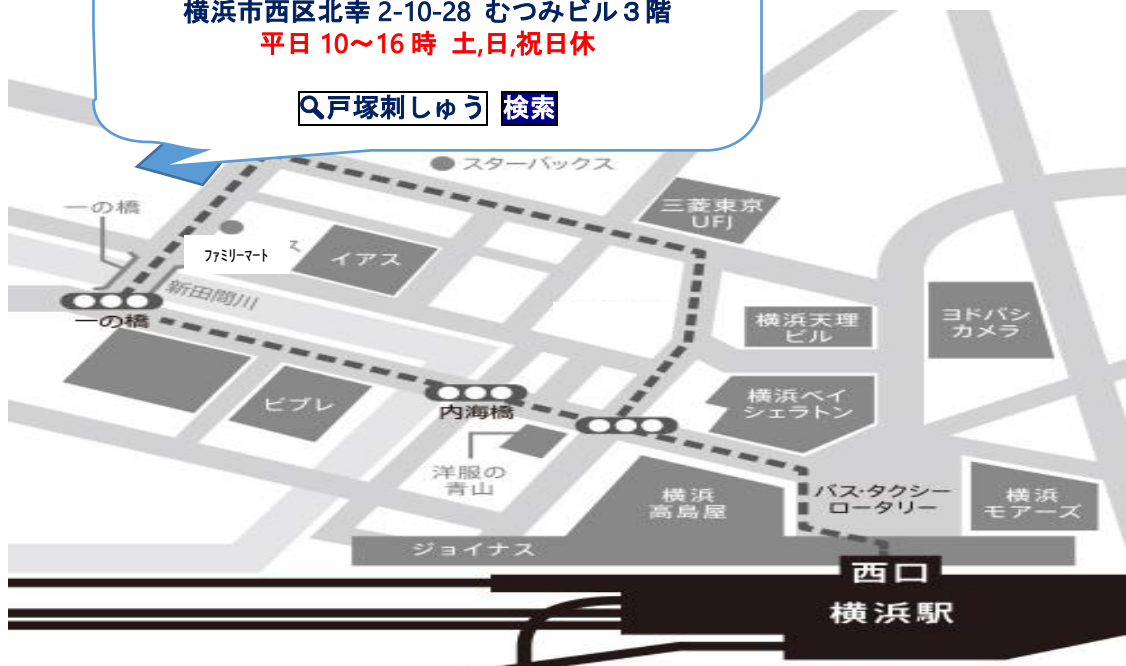 横浜市西区北幸 2-10-28 むつみビル３階
平日 10～16 時 土,日,祝日休
戸塚刺しゅう 検索
スターバックス
三菱東京
UFJ
一の橋
ファミリーマート
ス
イアス
新田間川
一の橋
横浜天理
ビル
ヨドバシ
カメラ
ビブレ
内海橋
横浜ベイ
シェラトン
洋服の
青山
横浜
高島屋
バス・タクシー
ロータリー
横浜
モアーズ
ジョイナス
西口
横浜駅